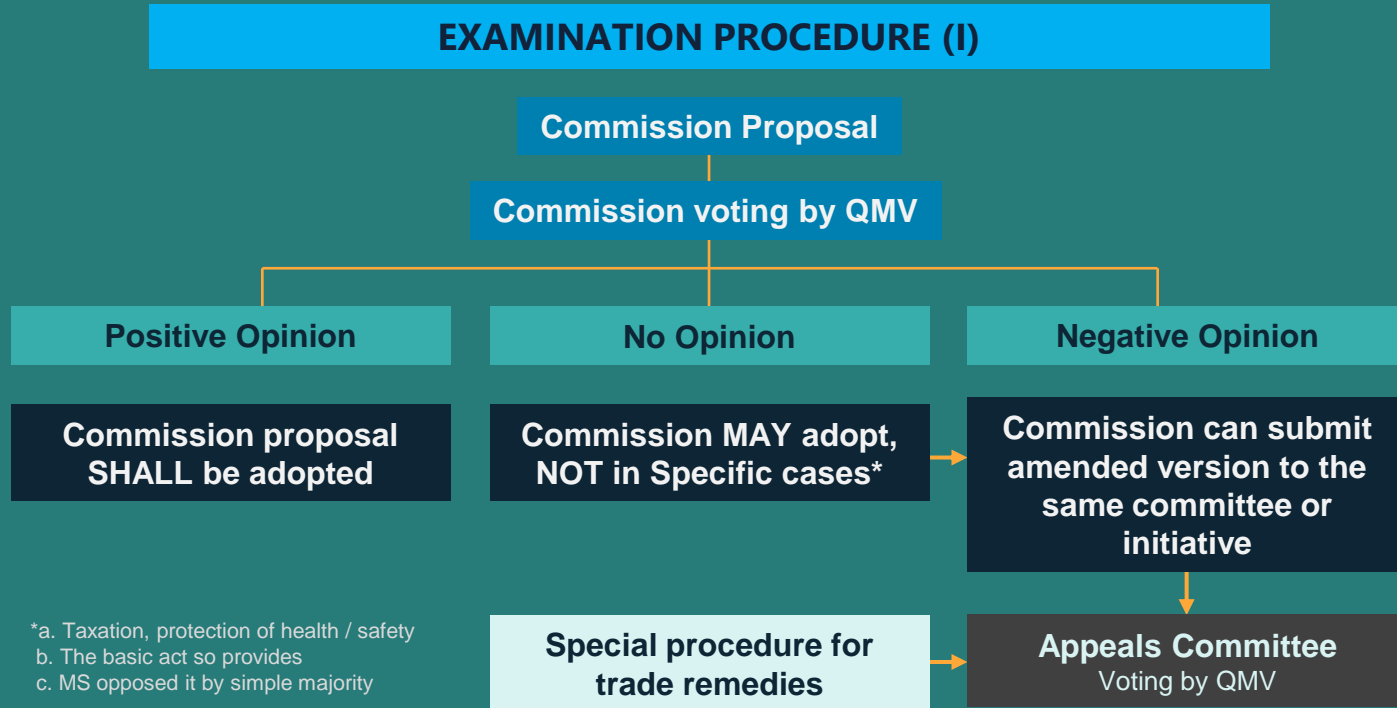 EXAMINATION PROCEDURE (I)
Commission Proposal
Commission voting by QMV
Positive Opinion
No Opinion
Negative Opinion
Commission proposal
SHALL be adopted
Commission MAY adopt,
NOT in Specific cases*
Commission can submit
amended version to the
same committee or
initiative
*a. Taxation, protection of health / safety
b. The basic act so provides
c. MS opposed it by simple majority
Special procedure for
trade remedies
Appeals Committee
Voting by QMV